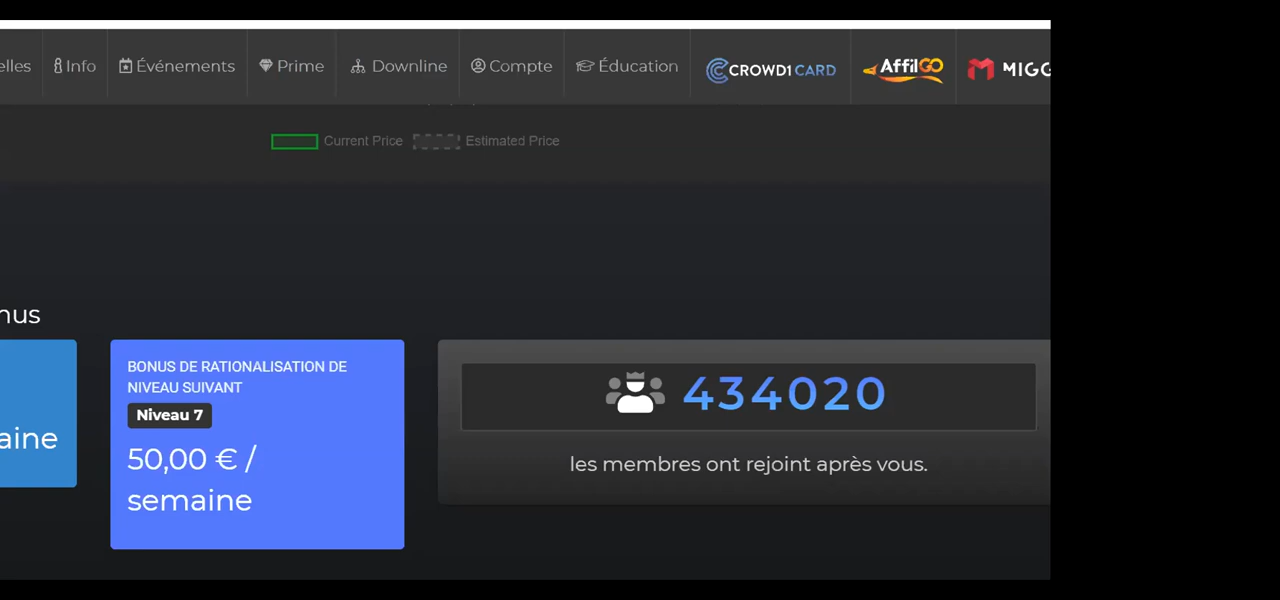 elles Info Événements Prime Downline Compte Éducation CROWD1 CARD AffilGO MIGG
Current Price Estimated Price
nus
BONUS DE RATIONALISATION DE
NIVEAU SUIVANT
Niveau 7
aine
50,00 € /
semaine
434020
les membres ont rejoint après vous.